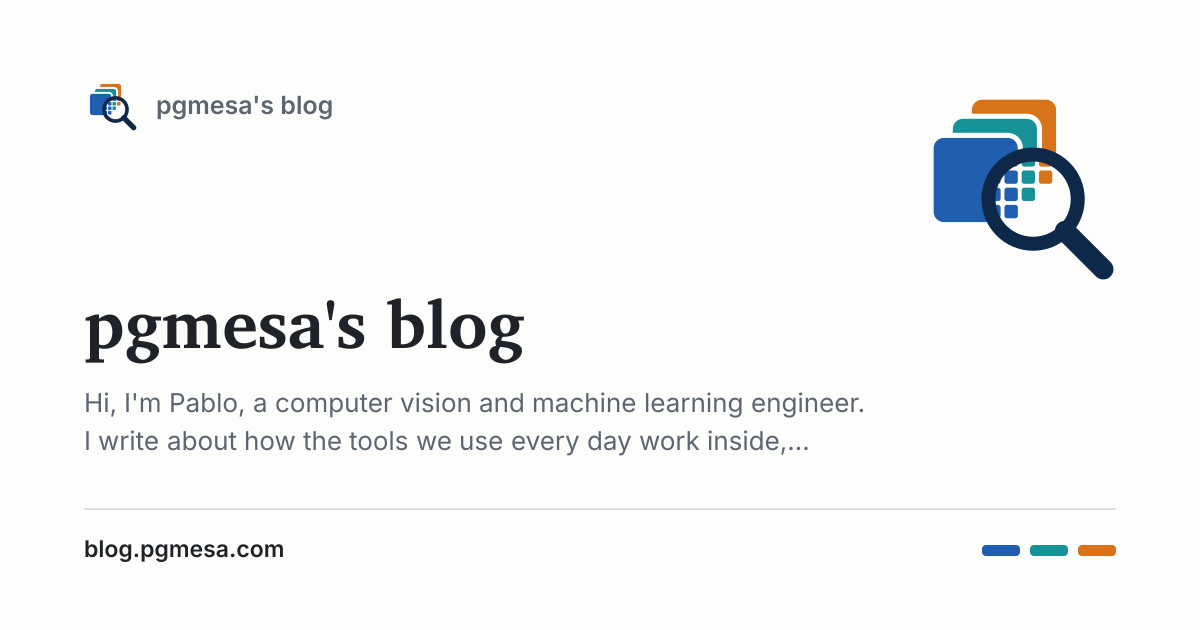 pgmesa's blog
pgmesa's blog
Hi, I'm Pablo, a computer vision and machine learning engineer.
I write about how the tools we use every day work inside,...
blog.pgmesa.com